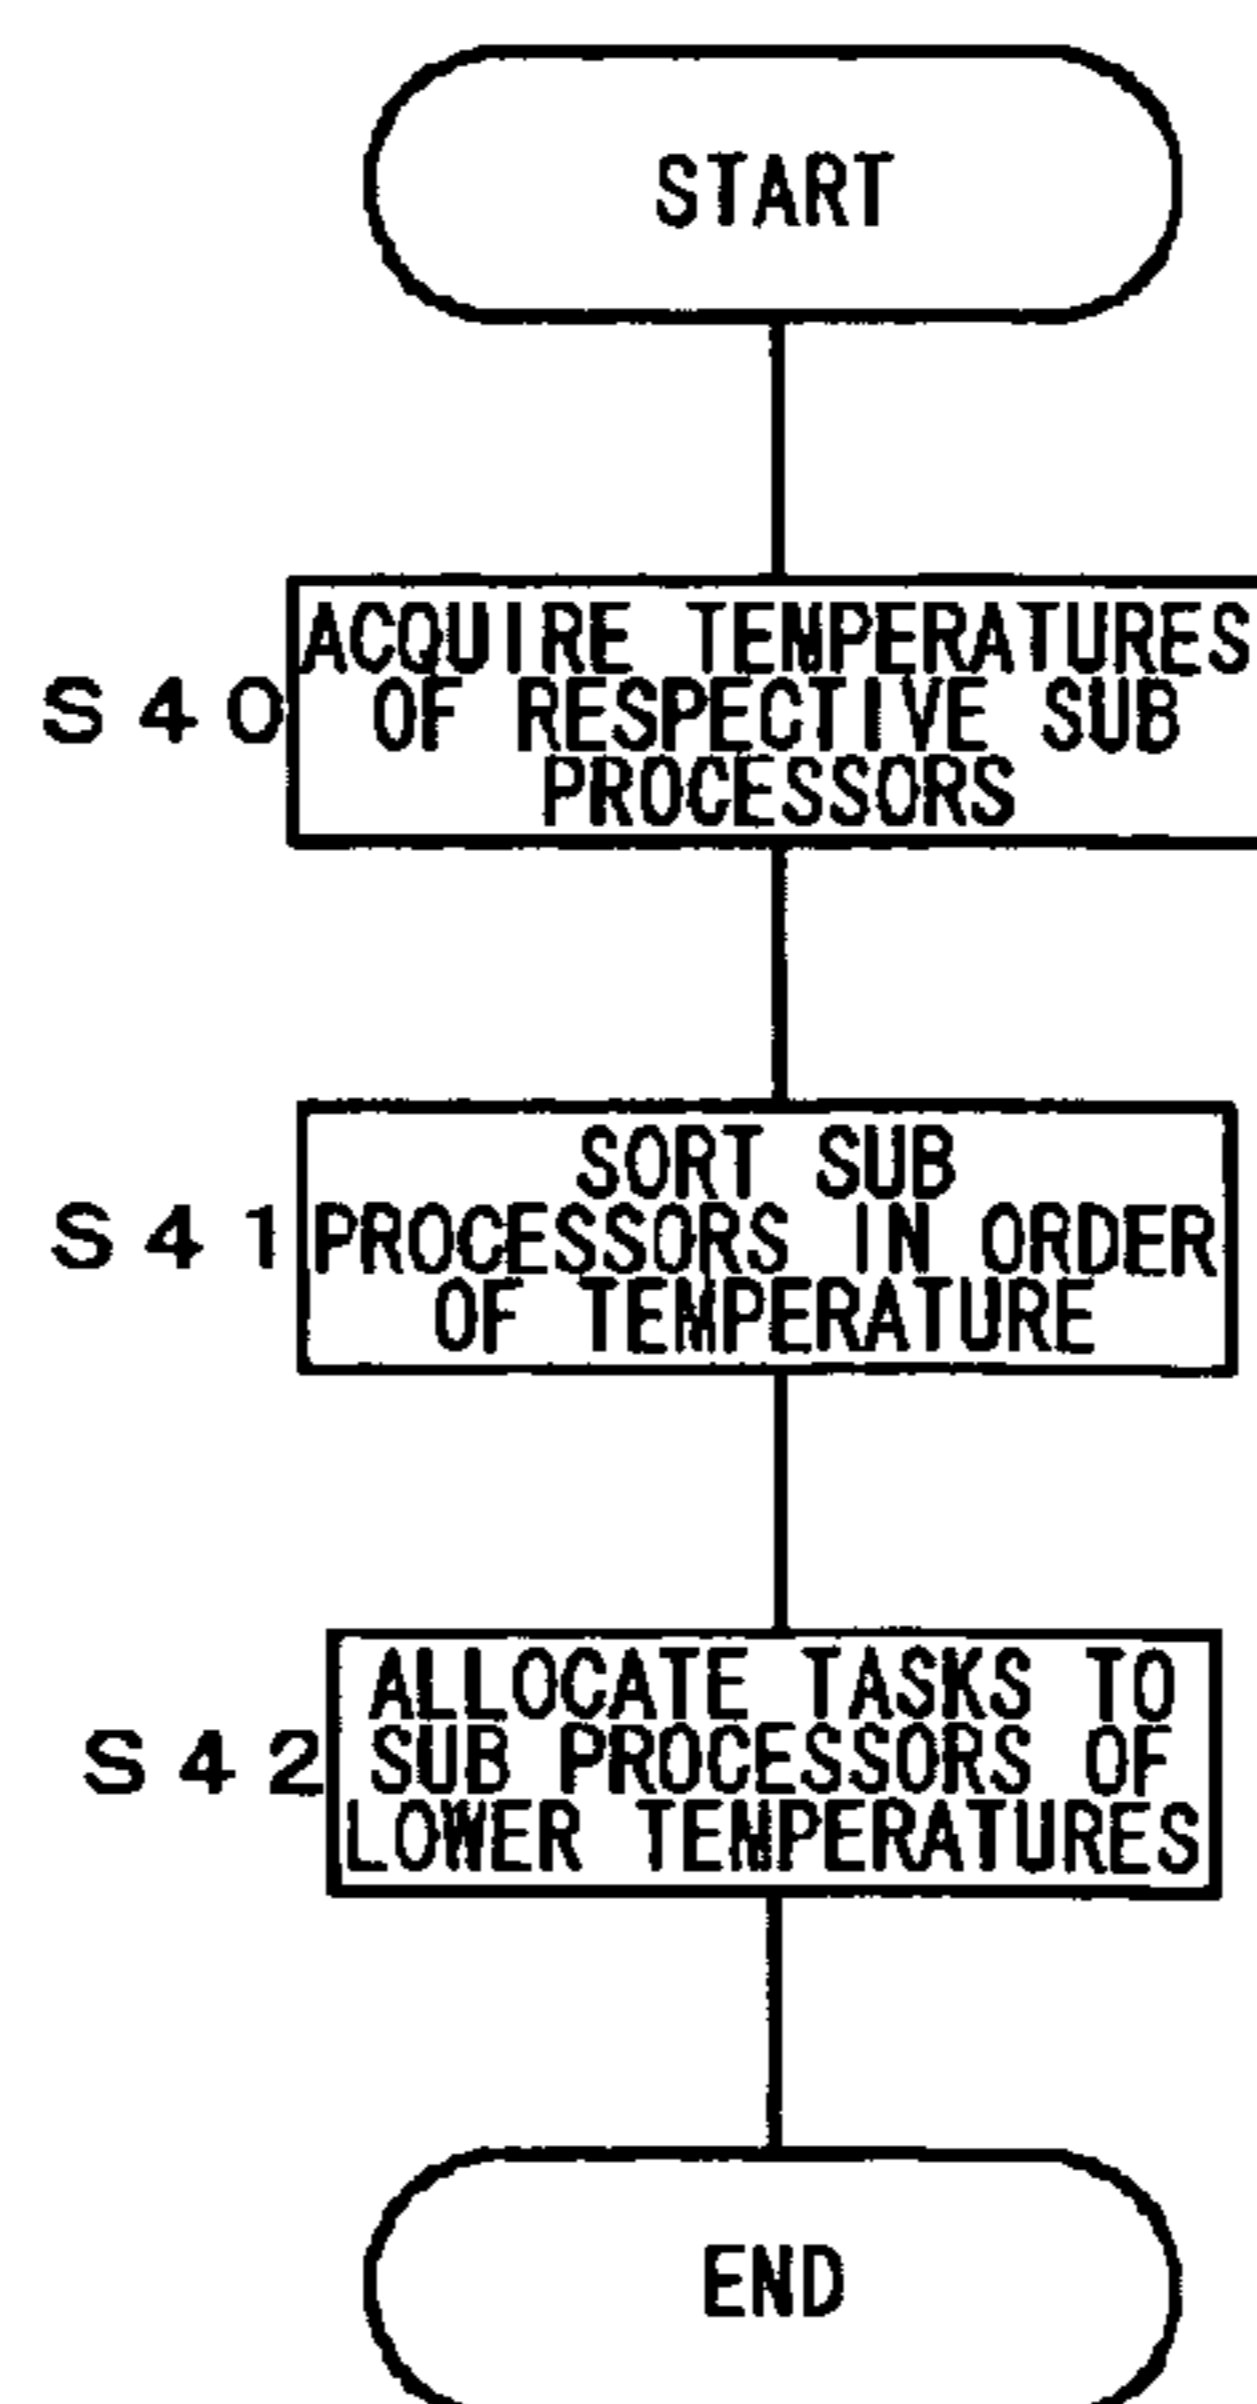 START
ACQUIRE TEMPERATURES
S40 OF RESPECTIVE SUB
PROCESSORS
SORT SUB
S41 PROCESSORS IN ORDER
OF TEMPERATURE
ALLOCATE TASKS TO
S42 SUB PROCESSORS OF
LOWER TEMPERATURES
END